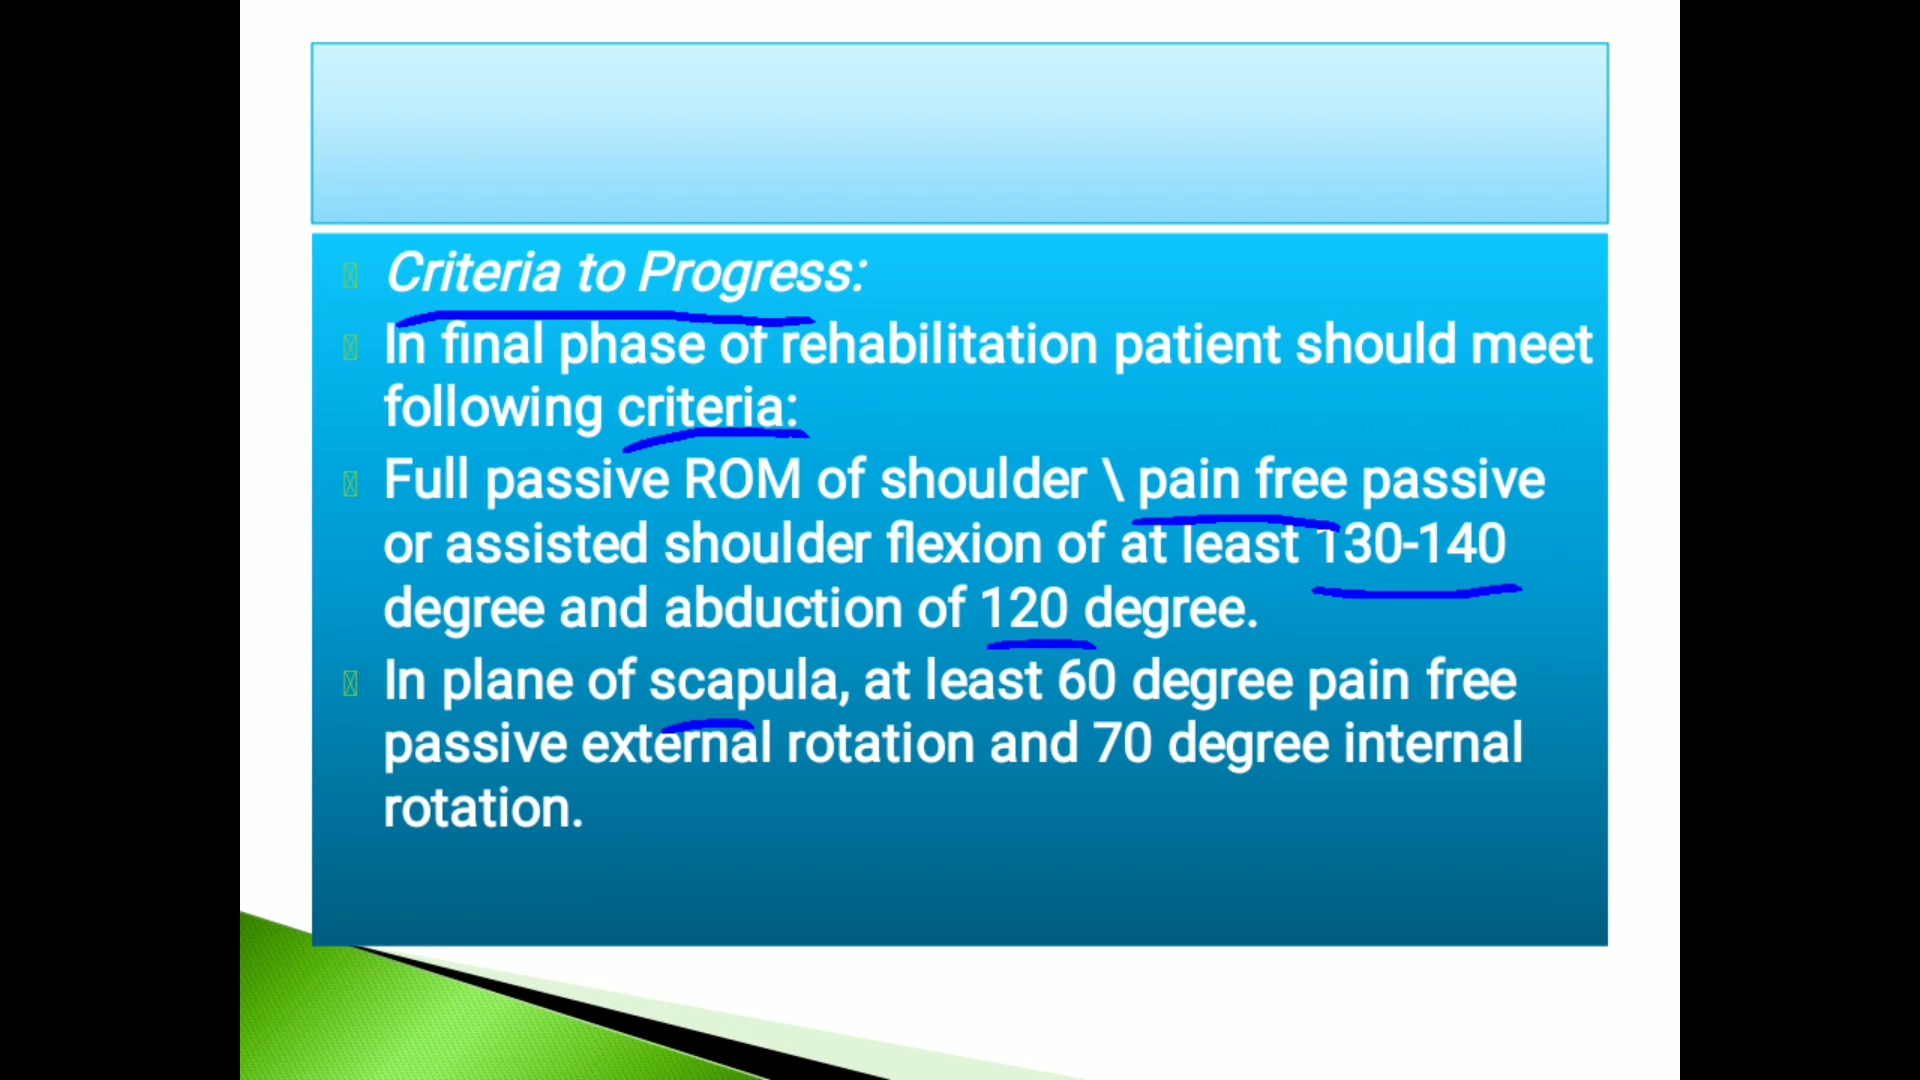 Criteria to Progress:
In final phase of rehabilitation patient should meet
following criteria:
Full passive ROM of shoulder \ pain free passive
or assisted shoulder flexion of at least 130-140
degree and abduction of 120 degree.
In plane of scapula, at least 60 degree pain free
passive external rotation and 70 degree internal
rotation.